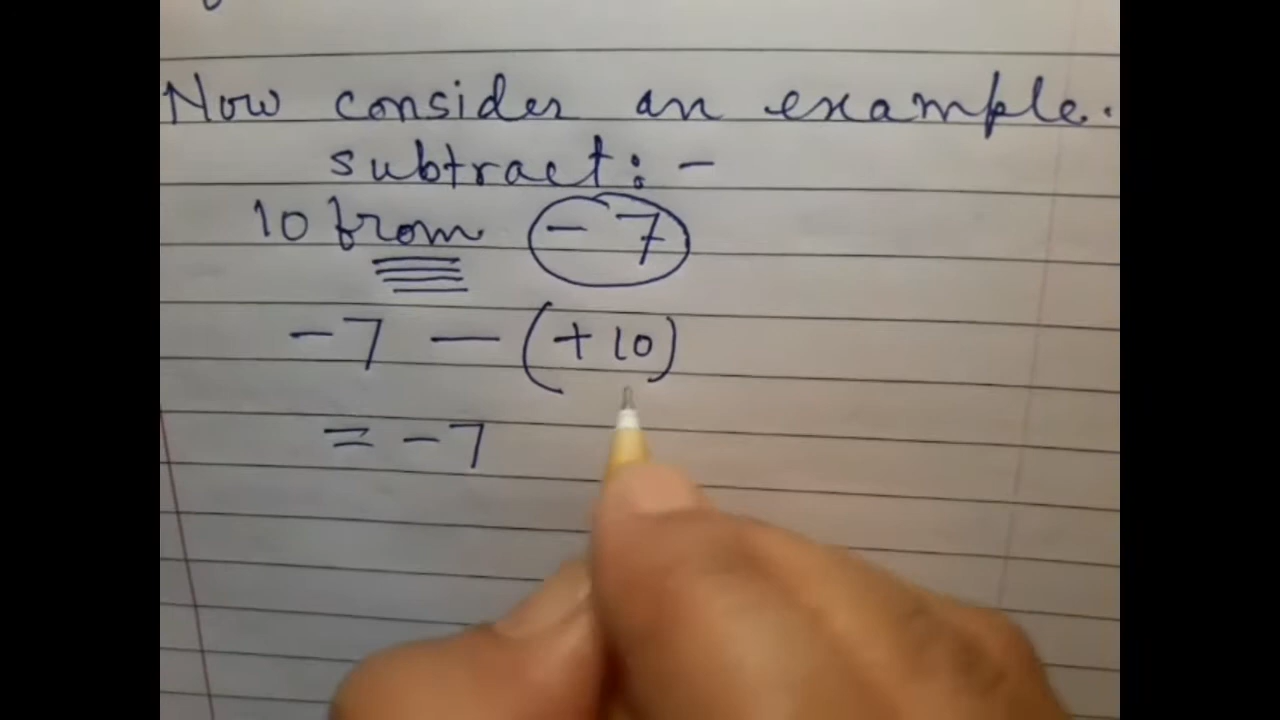 Now consider an example.
subtract: -
10 from - 7
- 7 - (+ 10)
= - 7